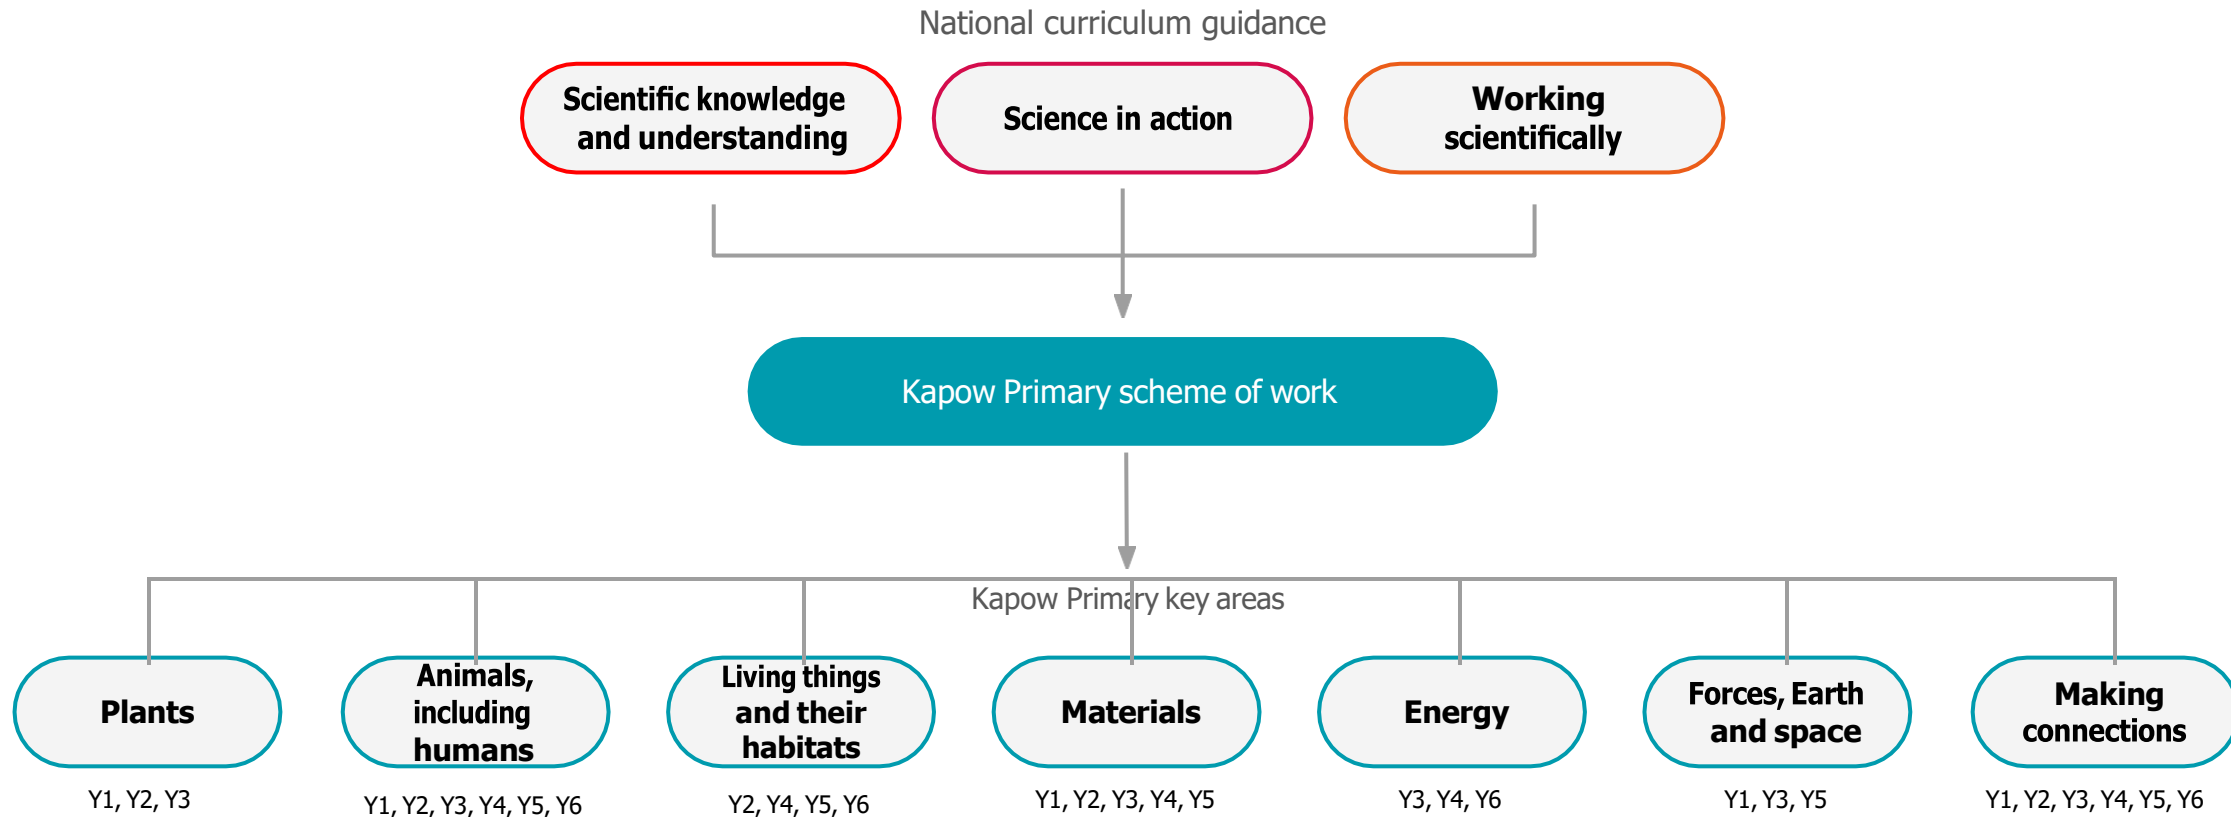 National curriculum guidance
Scientific knowledge
and understanding
Science in action
Working
scientifically
Kapow Primary scheme of work
Kapow Primary key areas
Plants
Animals,
including
humans
Living things
and their
habitats
Materials
Energy
Forces, Earth
and space
Making
connections
Y1, Y2, Y3
Y1, Y2, Y3, Y4, Y5, Y6
Y2, Y4, Y5, Y6
Y1, Y2, Y3, Y4, Y5
Y3, Y4, Y6
Y1, Y3, Y5
Y1, Y2, Y3, Y4, Y5, Y6